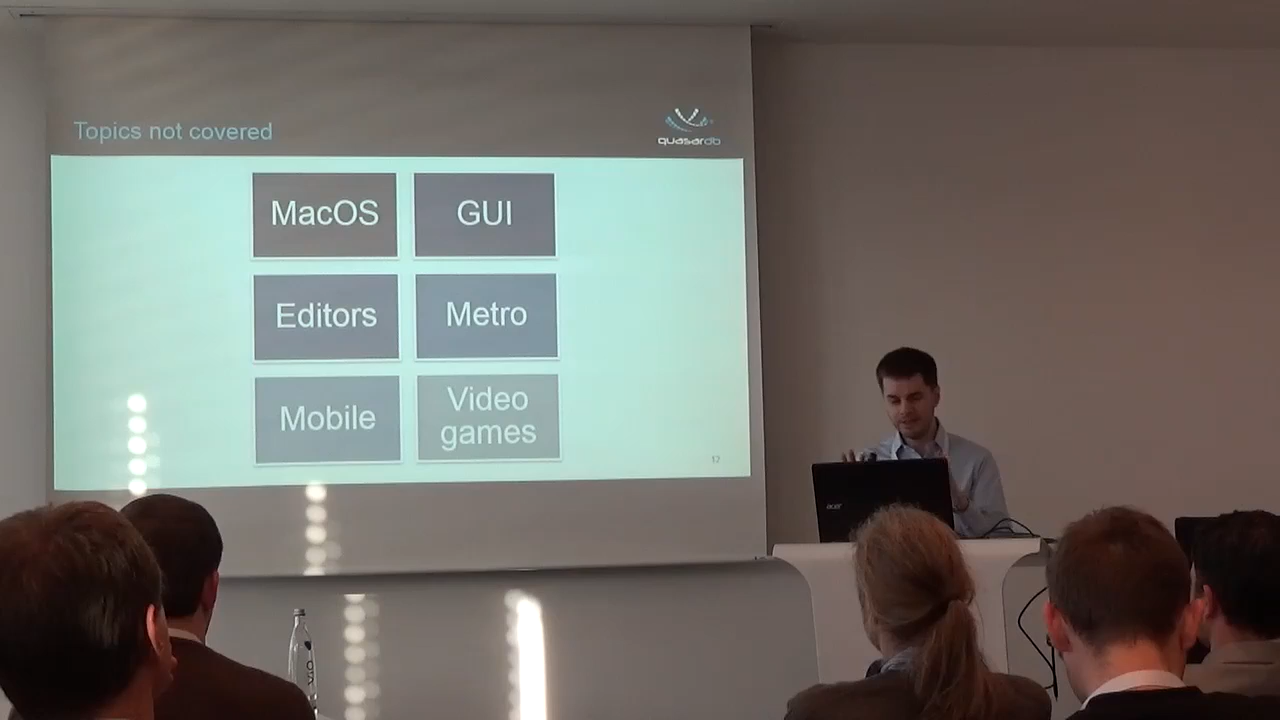 Topics not covered
quasardb
MacOS
GUI
Editors
Metro
Mobile
Video
games
12
acer